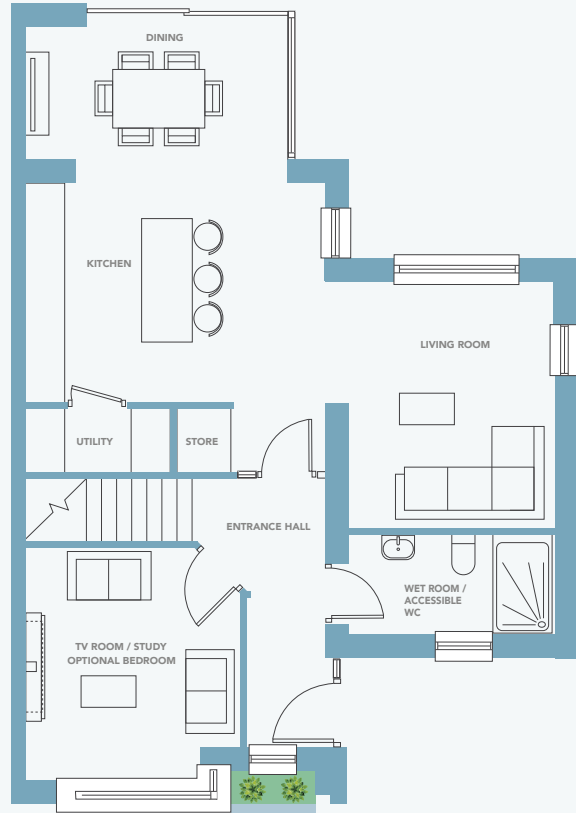 DINING
KITCHEN
LIVING ROOM
UTILITY
STORE
ENTRANCE HALL
WET ROOM /
ACCESSIBLE
WC
TV ROOM / STUDY
OPTIONAL BEDROOM